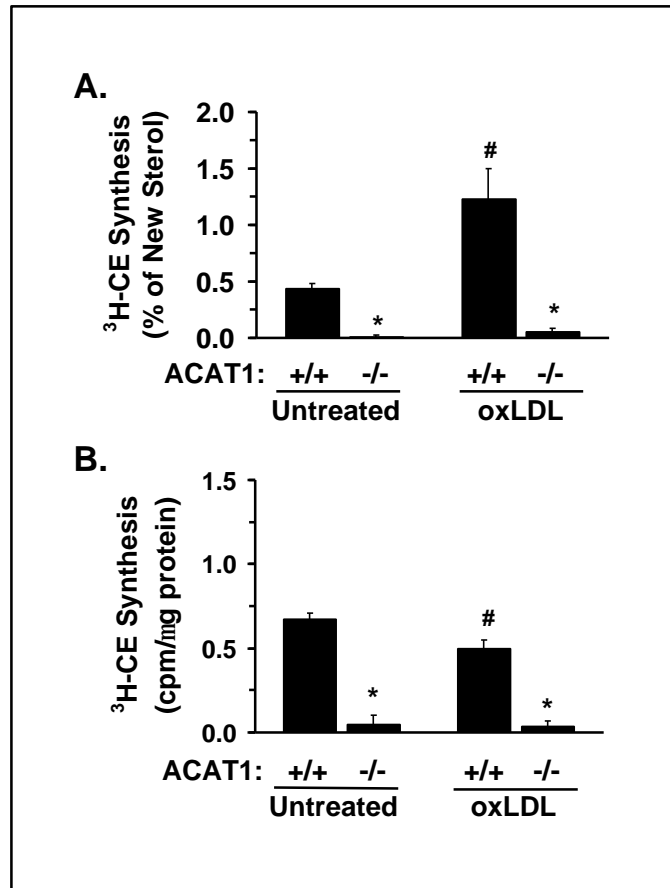 A.
³H-CE Synthesis
(% of New Sterol)
2.0
1.5
1.0
0.5
0.0
#
*
*
ACAT1: +/+ -/- +/+ -/-
Untreated oxLDL
B.
³H-CE Synthesis
(cpm/mg protein)
1.5
1.0
0.5
0.0
#
*
*
ACAT1: +/+ -/- +/+ -/-
Untreated oxLDL